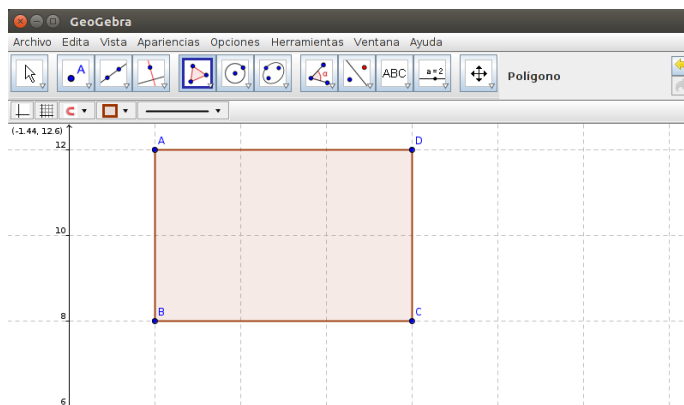 GeoGebra
Archivo Edita Vista Apariencias Opciones Herramientas Ventana Ayuda
A α ABC a=2 Polígono
(-1.44, 12.6)
12
A D
10
8
B C
6